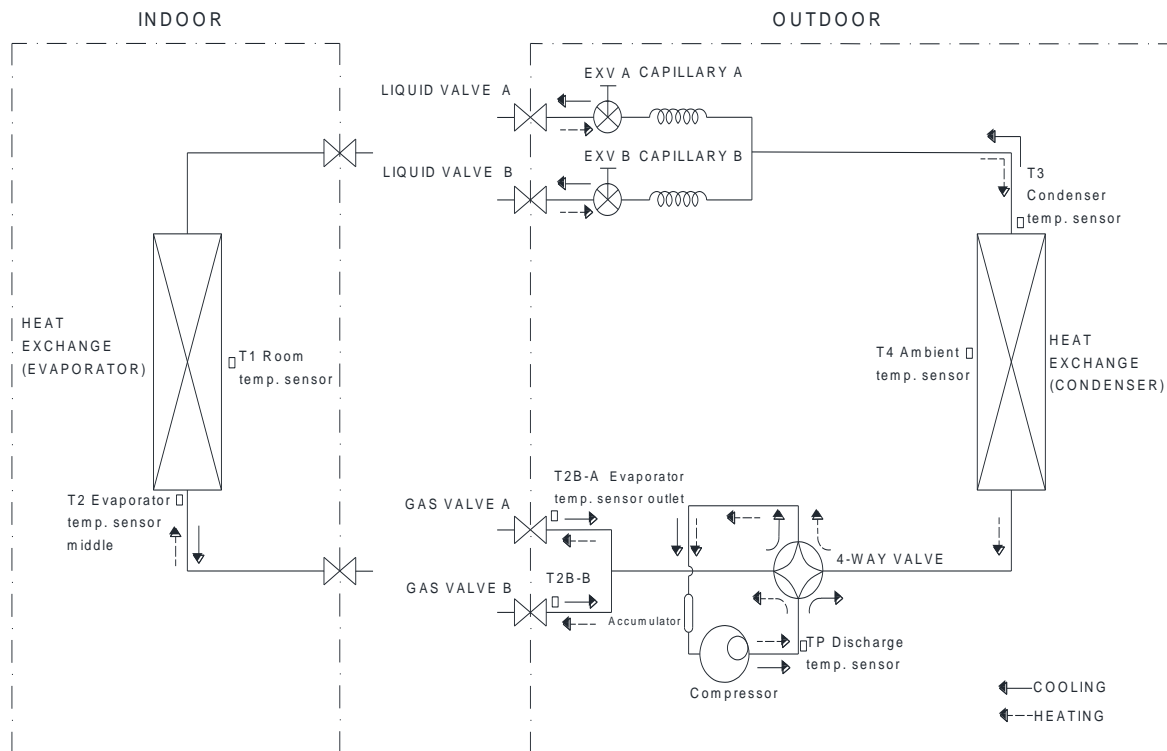 INDOOR
OUTDOOR
EXV A CAPILLARY A
LIQUID VALVE A
EXV B CAPILLARY B
LIQUID VALVE B
T3
Condenser
temp. sensor
HEAT
EXCHANGE
(EVAPORATOR)
T1 Room
temp. sensor
T4 Ambient
temp. sensor
HEAT
EXCHANGE
(CONDENSER)
T2 Evaporator
temp. sensor
middle
T2B-A Evaporator
temp. sensor outlet
GAS VALVE A
4-WAY VALVE
T2B-B
GAS VALVE B
Accumulator
TP Discharge
temp. sensor
Compressor
COOLING
HEATING